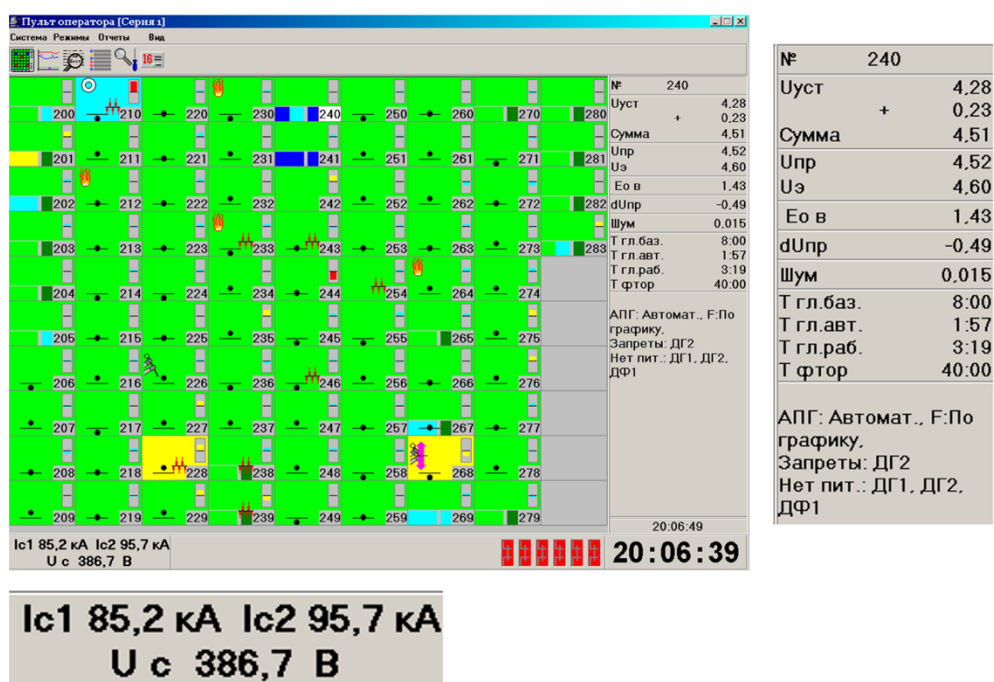 Пульт оператора [Серия 1]
Система Режимы Отчеты Вид
16
200 210 220 230 240 250 260 270 280
201 211 221 231 241 251 261 271 281
202 212 222 232 242 252 262 272 282
203 213 223 233 243 253 263 273 283
204 214 224 234 244 254 264 274
205 215 225 235 245 255 265 275
206 216 226 236 246 256 266 276
207 217 227 237 247 257 267 277
208 218 228 238 248 258 268 278
209 219 229 239 249 259 269 279
№ 240
Uуст 4,28
+ 0,23
Сумма 4,51
Uпр 4,52
Uэ 4,60
Ео в 1,43
dUпр -0,49
Шум 0,015
Т гл.баз. 8:00
Т гл.авт. 1:57
Т гл.раб. 3:19
Т фтор 40:00
АПГ: Автомат., F:По
графику,
Запреты: ДГ2
Нет пит.: ДГ1, ДГ2,
ДФ1
20:06:49
Ic1 85,2 кА Ic2 95,7 кА
U c 386,7 В
20:06:39
№ 240
Uуст 4,28
+ 0,23
Сумма 4,51
Uпр 4,52
Uэ 4,60
Ео в 1,43
dUпр -0,49
Шум 0,015
Т гл.баз. 8:00
Т гл.авт. 1:57
Т гл.раб. 3:19
Т фтор 40:00
АПГ: Автомат., F:По
графику,
Запреты: ДГ2
Нет пит.: ДГ1, ДГ2,
ДФ1
Ic1 85,2 кА Ic2 95,7 кА
U c 386,7 В